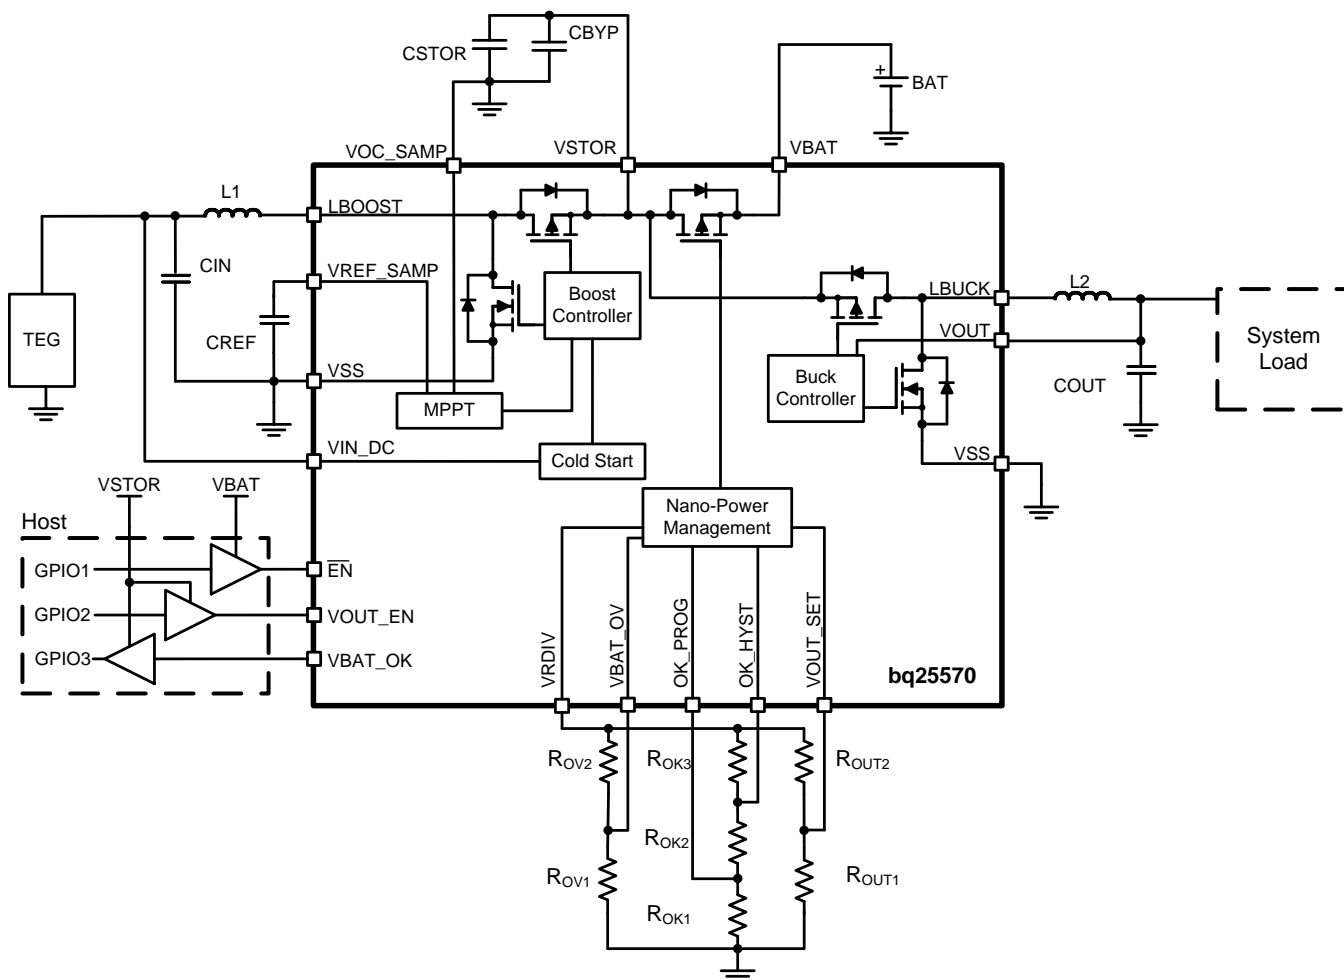 CBYP
CSTOR
+
BAT
VOC_SAMP
VSTOR
VBAT
L1
LBOOST
CIN
VREF_SAMP
Boost
Controller
LBUCK
L2
TEG
CREF
VOUT
System
Load
VSS
Buck
Controller
COUT
MPPT
VIN_DC
Cold Start
VSS
VSTOR
VBAT
Nano-Power
Management
Host
GPIO1
EN
GPIO2
VOUT_EN
GPIO3
VBAT_OK
VRDIV
VBAT_OV
OK_PROG
OK_HYST
VOUT_SET
bq25570
ROV2
ROK3
ROUT2
ROK2
ROV1
ROUT1
ROK1